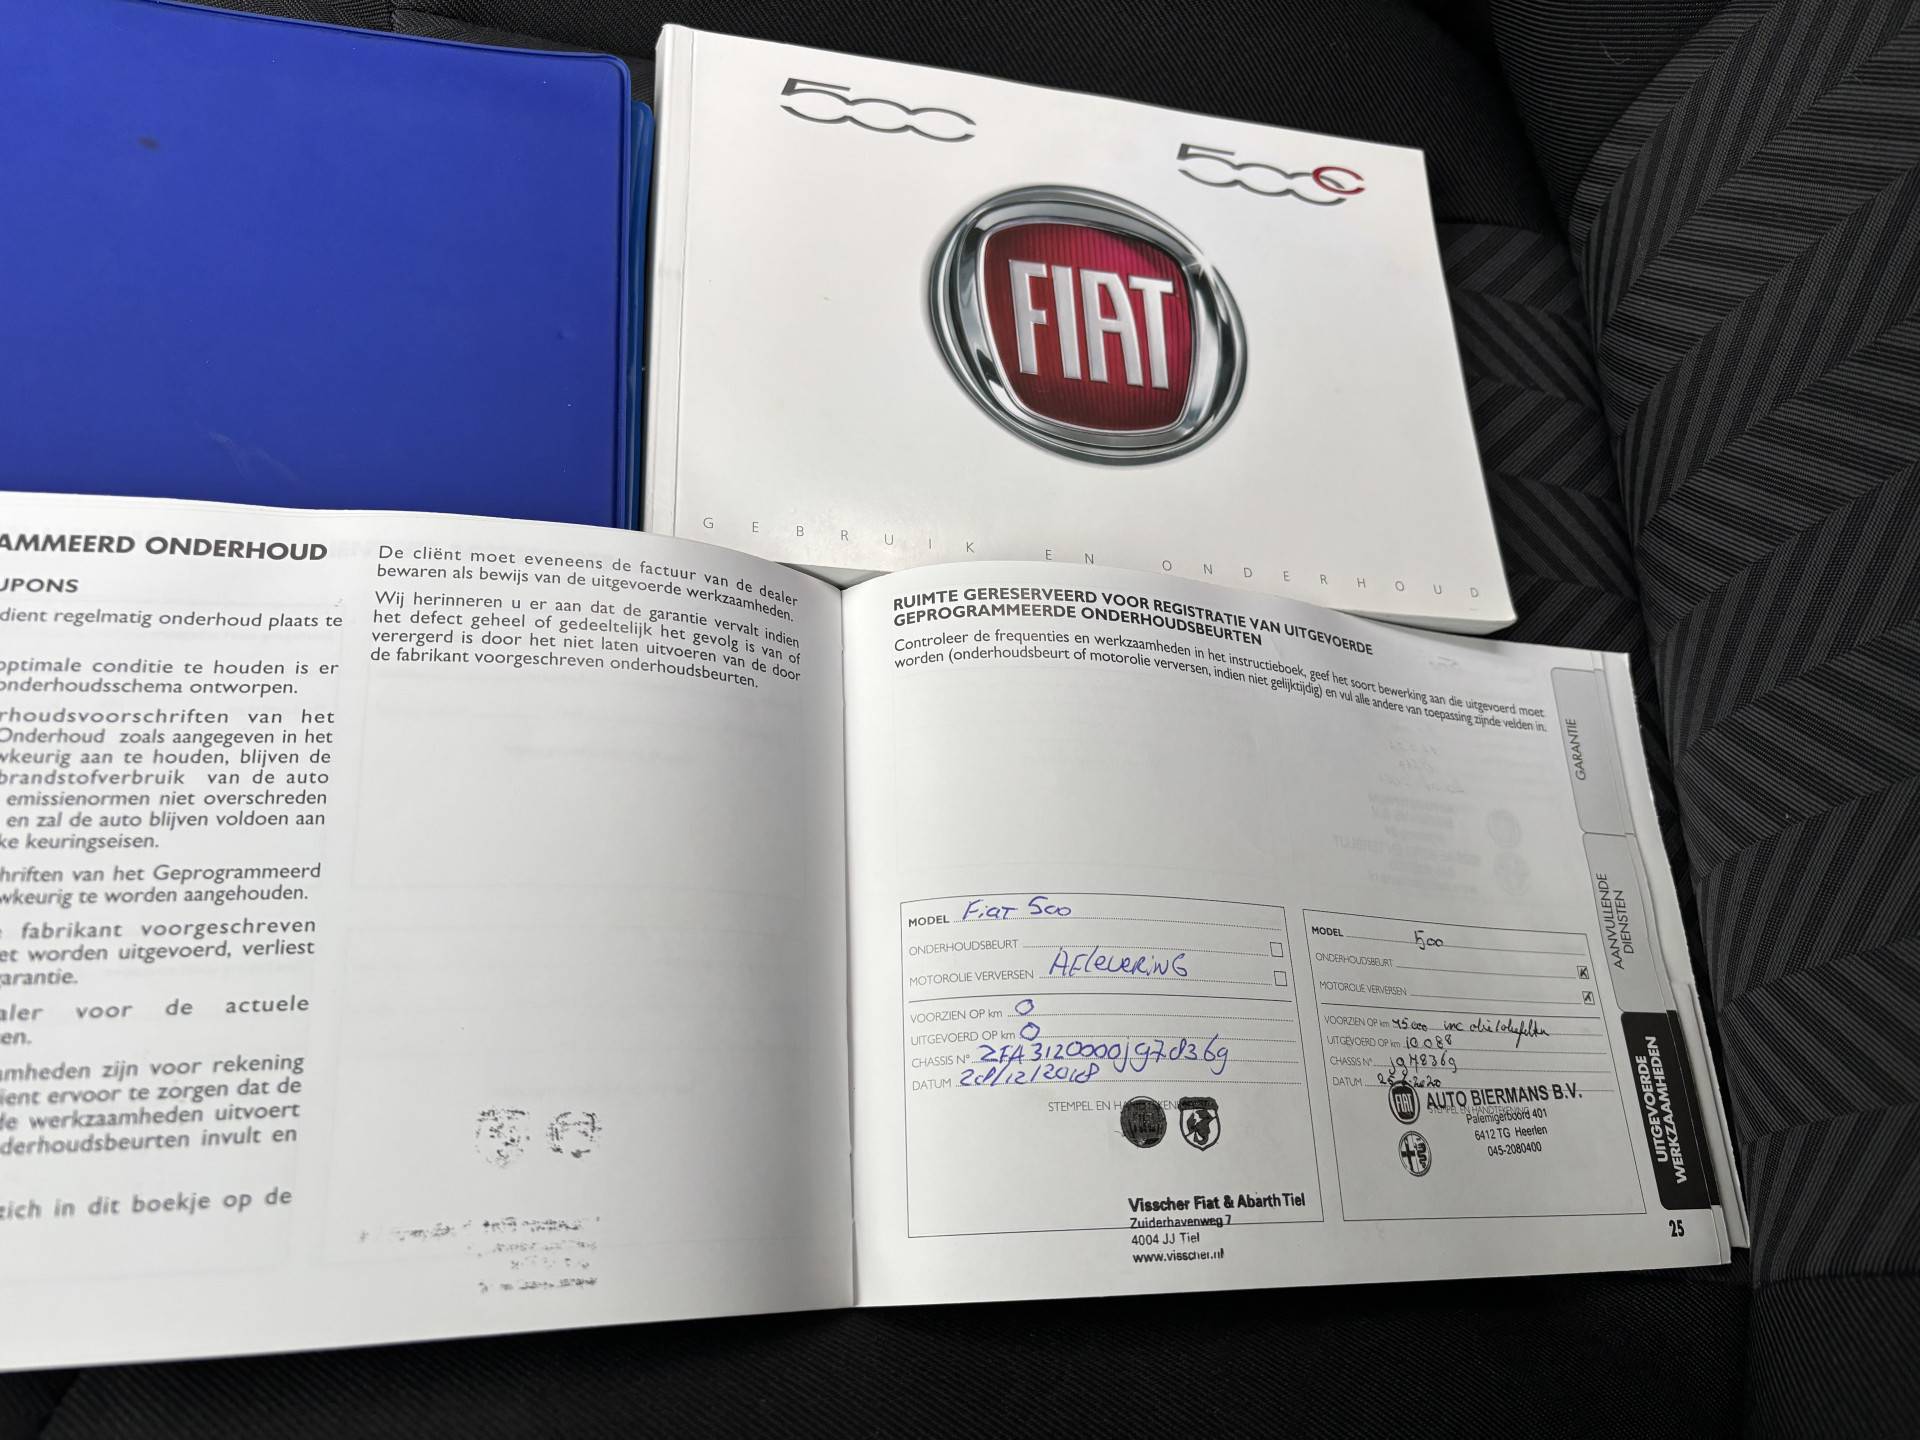 500
500C
FIAT
GEBRUIK EN ONDERHOUD
AMMEERD ONDERHOUD
UPONS
dient regelmatig onderhoud plaats te
optimale conditie te houden is er
onderhoudsschema ontworpen.
rhoudsvoorschriften van het
Onderhoud zoals aangegeven in het
wkeurig aan te houden, blijven de
brandstofverbruik van de auto
emissienormen niet overschreden
en zal de auto blijven voldoen aan
ke keuringseisen.
hriften van het Geprogrammeerd
wkeurig te worden aangehouden.
e fabrikant voorgeschreven
et worden uitgevoerd, verliest
garantie.
aler voor de actuele
en.
amheden zijn voor rekening
ient ervoor te zorgen dat de
de werkzaamheden uitvoert
derhoudsbeurten invult en
zich in dit boekje op de
De cliënt moet eveneens de factuur van de dealer
bewaren als bewijs van de uitgevoerde werkzaamheden.
Wij herinneren u er aan dat de garantie vervalt indien
het defect geheel of gedeeltelijk het gevolg is van of
verergerd is door het niet laten uitvoeren van de door
de fabrikant voorgeschreven onderhoudsbeurten.
RUIMTE GERESERVEERD VOOR REGISTRATIE VAN UITGEVOERDE
GEPROGRAMMEERDE ONDERHOUDSBEURTEN
Controleer de frequenties en werkzaamheden in het instructieboek, geef het soort bewerking aan die uitgevoerd moet
worden (onderhoudsbeurt of motorolie verversen, indien niet gelijktijdig) en vul alle andere van toepassing zijnde velden in.
MODEL Fiat 500
ONDERHOUDSBEURT
MOTOROLIE VERVERSEN Aflevering
VOORZIEN OP km 0
UITGEVOERD OP km 0
CHASSIS N° ZFA3120000jg7836g
DATUM 28/12/2018
STEMPEL EN HANDTEKENING
Visscher Fiat & Abarth Tiel
Zuiderhavenweg 7
4004 JJ Tiel
www.visscher.nl
MODEL 500
ONDERHOUDSBEURT
MOTOROLIE VERVERSEN
VOORZIEN OP km 15000 inc
UITGEVOERD OP km 10.088
CHASSIS N° jg7836g
DATUM
FIAT
AUTO BIERMANS B.V.
STEMPEL EN HANDTEKENING
Palemigerboord 401
6412 TG Heerlen
045-2080400
GARANTIE
AANVULLENDE
DIENSTEN
UITGEVOERDE
WERKZAAMHEDEN
25